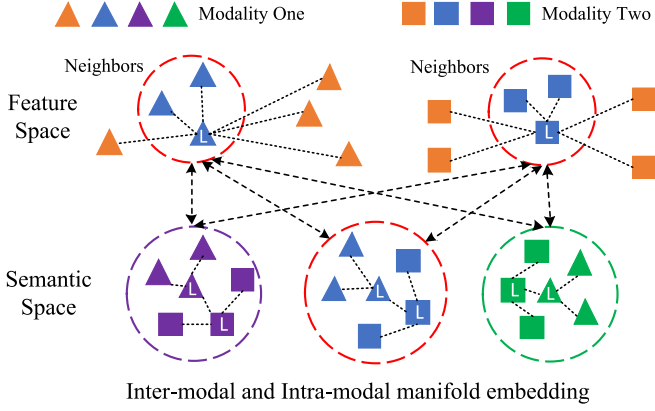 Modality One
Modality Two
Neighbors
Neighbors
Feature
Space
L
L
Semantic
Space
L
L
L
L
L
L
Inter-modal and Intra-modal manifold embedding